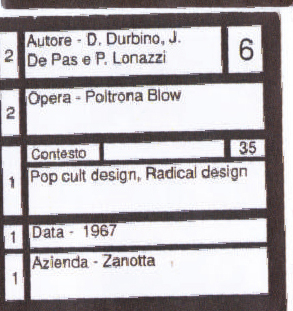 2 Autore - D. Durbino, J. 6
De Pas e P. Lonazzi
2 Opera - Poltrona Blow
Contesto 35
1 Pop cult design, Radical design
1 Data - 1967
1 Azienda - Zanotta